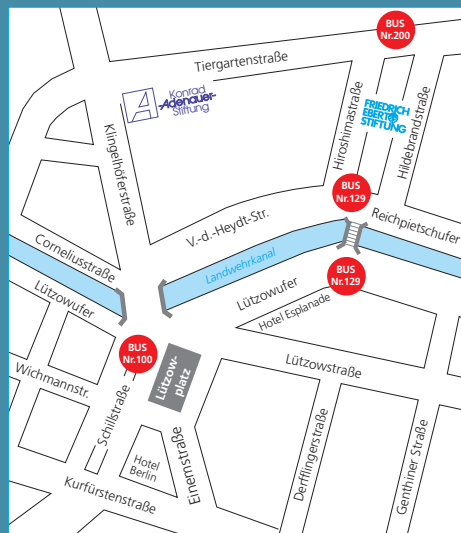 BUS
Nr.200
Tiergartenstraße
Konrad
Adenauer-
Stiftung
FRIEDRICH
EBERT
STIFTUNG
Hiroshimastraße
Hildebrandstraße
Klingelhöferstraße
BUS
Nr.129
Reichpietschufer
V.-d.-Heydt-Str.
Corneliusstraße
Landwehrkanal
BUS
Nr.129
Lützowufer
Lützowufer
Hotel Esplanade
BUS
Nr.100
Lützow-
platz
Lützowstraße
Wichmannstr.
Schillstraße
Hotel
Berlin
Einemstraße
Derfflingerstraße
Genthiner Straße
Kurfürstenstraße